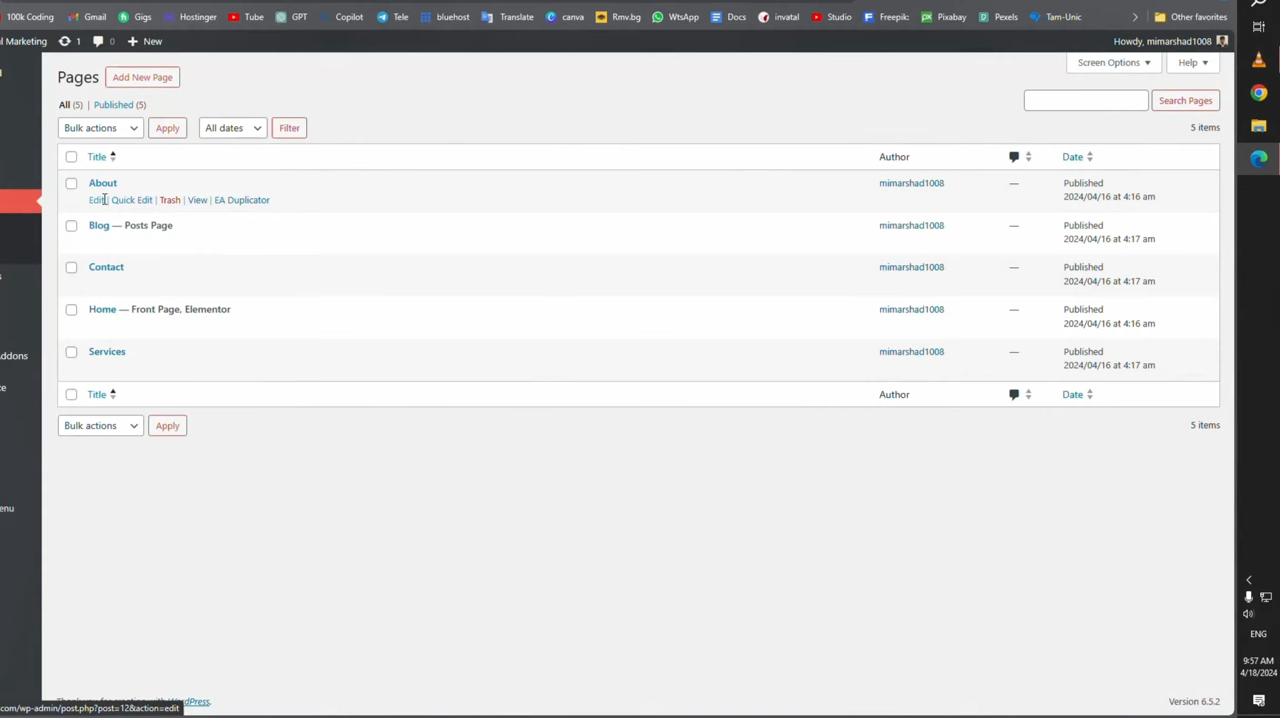 100k Coding Gmail Gigs Hostinger Tube GPT Copilot Tele bluehost Translate canva Rmv.bg WtsApp Docs invatal Studio Freepik: Pixabay Pexels Tam-Unic Other favorites
al Marketing 1 0 + New Howdy, mimarshad1008
Screen Options Help
Pages Add New Page
Search Pages
All (5) | Published (5)
Bulk actions Apply All dates Filter 5 items
Title Author Date
About mimarshad1008 — Published
2024/04/16 at 4:16 am
Edit | Quick Edit | Trash | View | EA Duplicator
Blog — Posts Page mimarshad1008 — Published
2024/04/16 at 4:17 am
Contact mimarshad1008 — Published
2024/04/16 at 4:17 am
Home — Front Page, Elementor mimarshad1008 — Published
2024/04/16 at 4:16 am
Services mimarshad1008 — Published
2024/04/16 at 4:17 am
Addons
Title Author Date
Bulk actions Apply 5 items
enu
ENG
9:57 AM
4/18/2024
WordPress. Version 6.5.2
com/wp-admin/post.php?post=12&action=edit